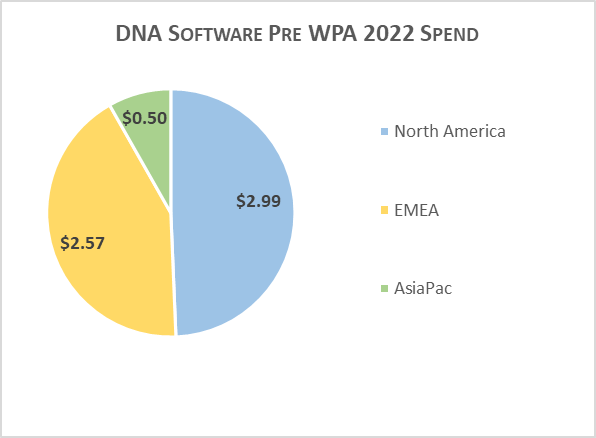 DNA SOFTWARE PRE WPA 2022 SPEND
$0.50
North America
$2.99
EMEA
$2.57
AsiaPac